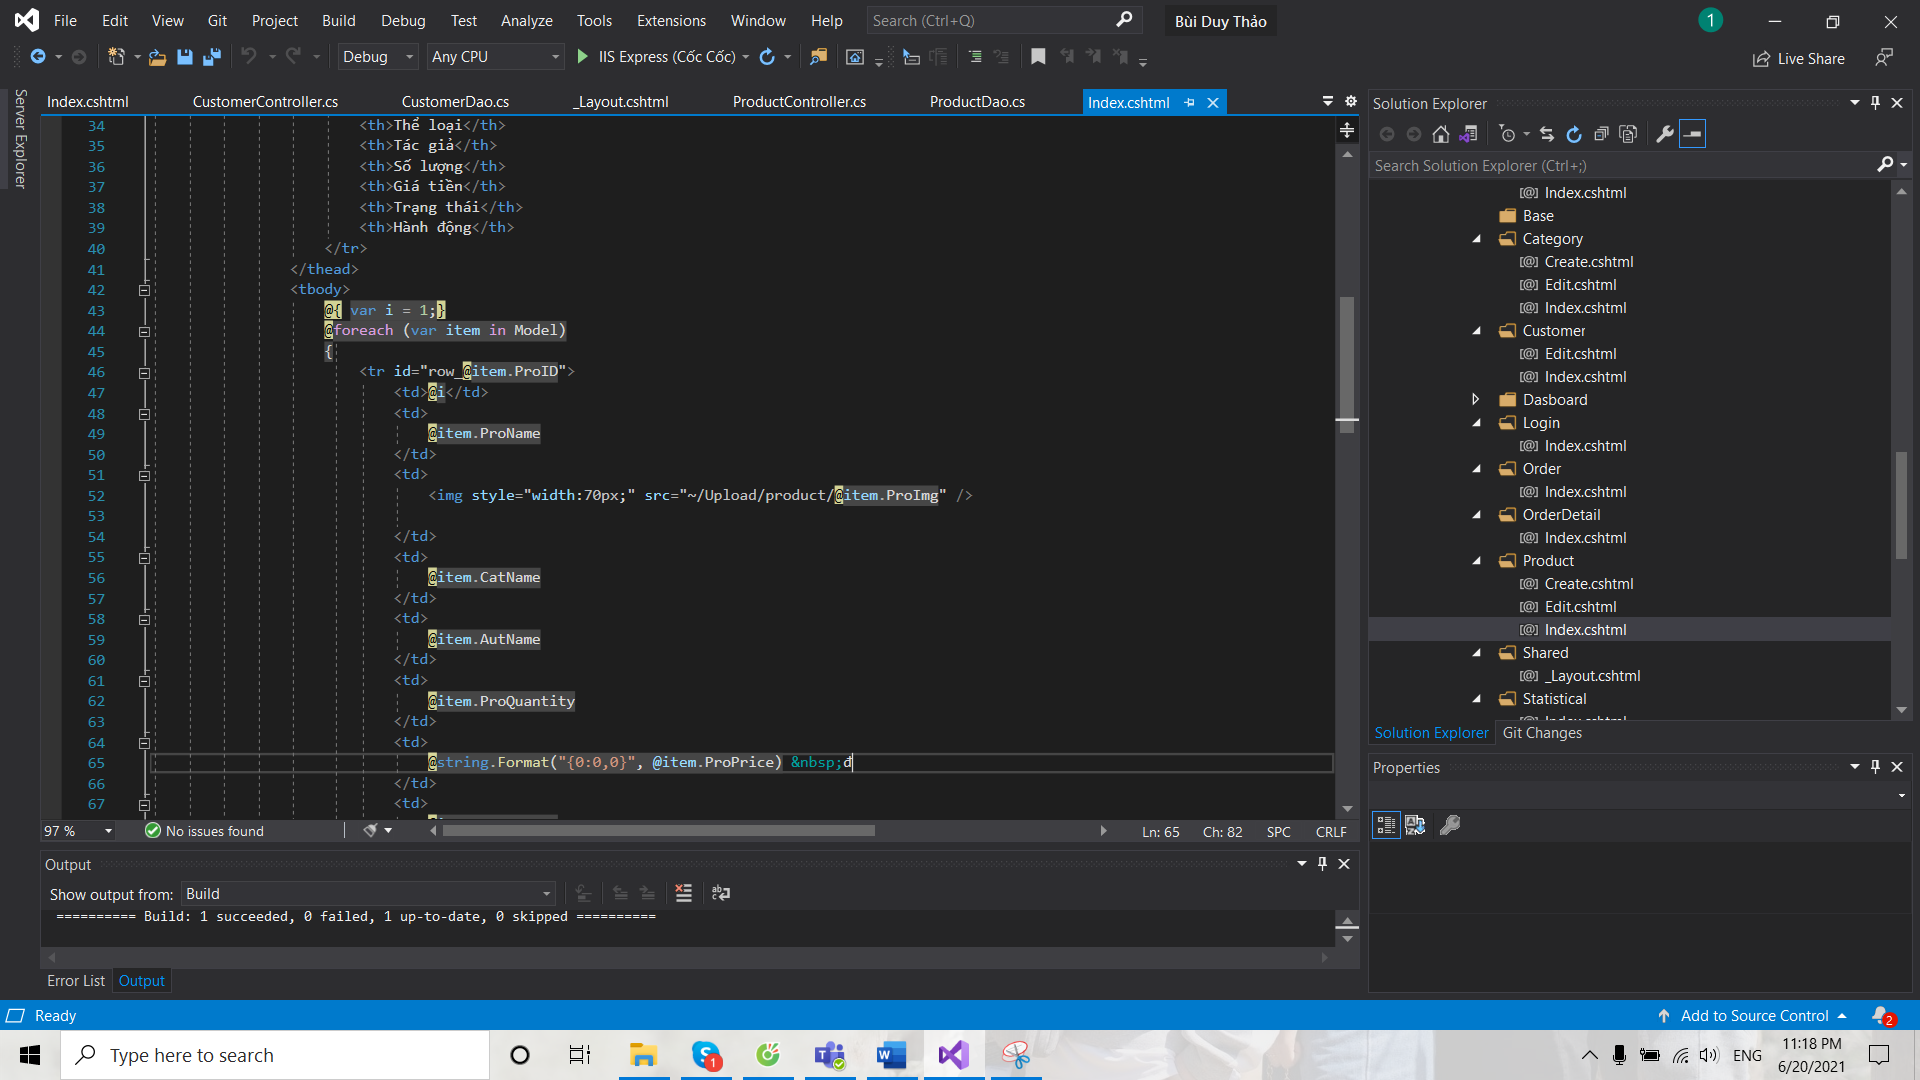 File Edit View Git Project Build Debug Test Analyze Tools Extensions Window Help Search (Ctrl+Q) Bùi Duy Thảo 1
Debug Any CPU IIS Express (Cốc Cốc) Live Share
Server Explorer
Index.cshtml CustomerController.cs CustomerDao.cs _Layout.cshtml ProductController.cs ProductDao.cs Index.cshtml
34 <th>Thể loại</th>
35 <th>Tác giả</th>
36 <th>Số lượng</th>
37 <th>Giá tiền</th>
38 <th>Trạng thái</th>
39 <th>Hành động</th>
40 </tr>
41 </thead>
42 <tbody>
43 @{ var i = 1;}
44 @foreach (var item in Model)
45 {
46 <tr id="row_@item.ProID">
47 <td>@i</td>
48 <td>
49 @item.ProName
50 </td>
51 <td>
52 <img style="width:70px;" src="~/Upload/product/@item.ProImg" />
53
54 </td>
55 <td>
56 @item.CatName
57 </td>
58 <td>
59 @item.AutName
60 </td>
61 <td>
62 @item.ProQuantity
63 </td>
64 <td>
65 @string.Format("{0:0,0}", @item.ProPrice) &nbsp;đ
66 </td>
67 <td>
97 % No issues found Ln: 65 Ch: 82 SPC CRLF
Output
Show output from: Build
========== Build: 1 succeeded, 0 failed, 1 up-to-date, 0 skipped ==========
Error List Output
Solution Explorer
Search Solution Explorer (Ctrl+;)
Index.cshtml
Base
Category
Create.cshtml
Edit.cshtml
Index.cshtml
Customer
Edit.cshtml
Index.cshtml
Dasboard
Login
Index.cshtml
Order
Index.cshtml
OrderDetail
Index.cshtml
Product
Create.cshtml
Edit.cshtml
Index.cshtml
Shared
_Layout.cshtml
Statistical
Solution Explorer Git Changes
Properties
Ready Add to Source Control 2
Type here to search 1 ENG 11:18 PM
6/20/2021